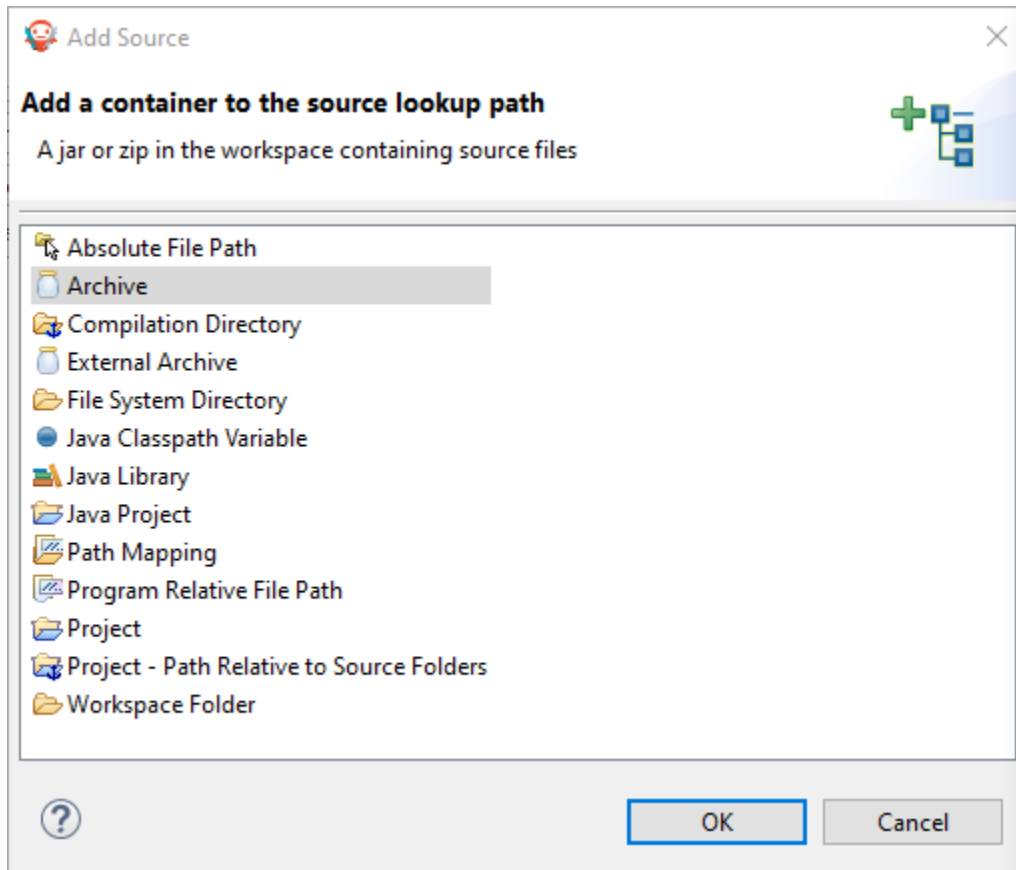 Add Source
Add a container to the source lookup path
A jar or zip in the workspace containing source files
Absolute File Path
Archive
Compilation Directory
External Archive
File System Directory
Java Classpath Variable
Java Library
Java Project
Path Mapping
Program Relative File Path
Project
Project - Path Relative to Source Folders
Workspace Folder
?
OK
Cancel